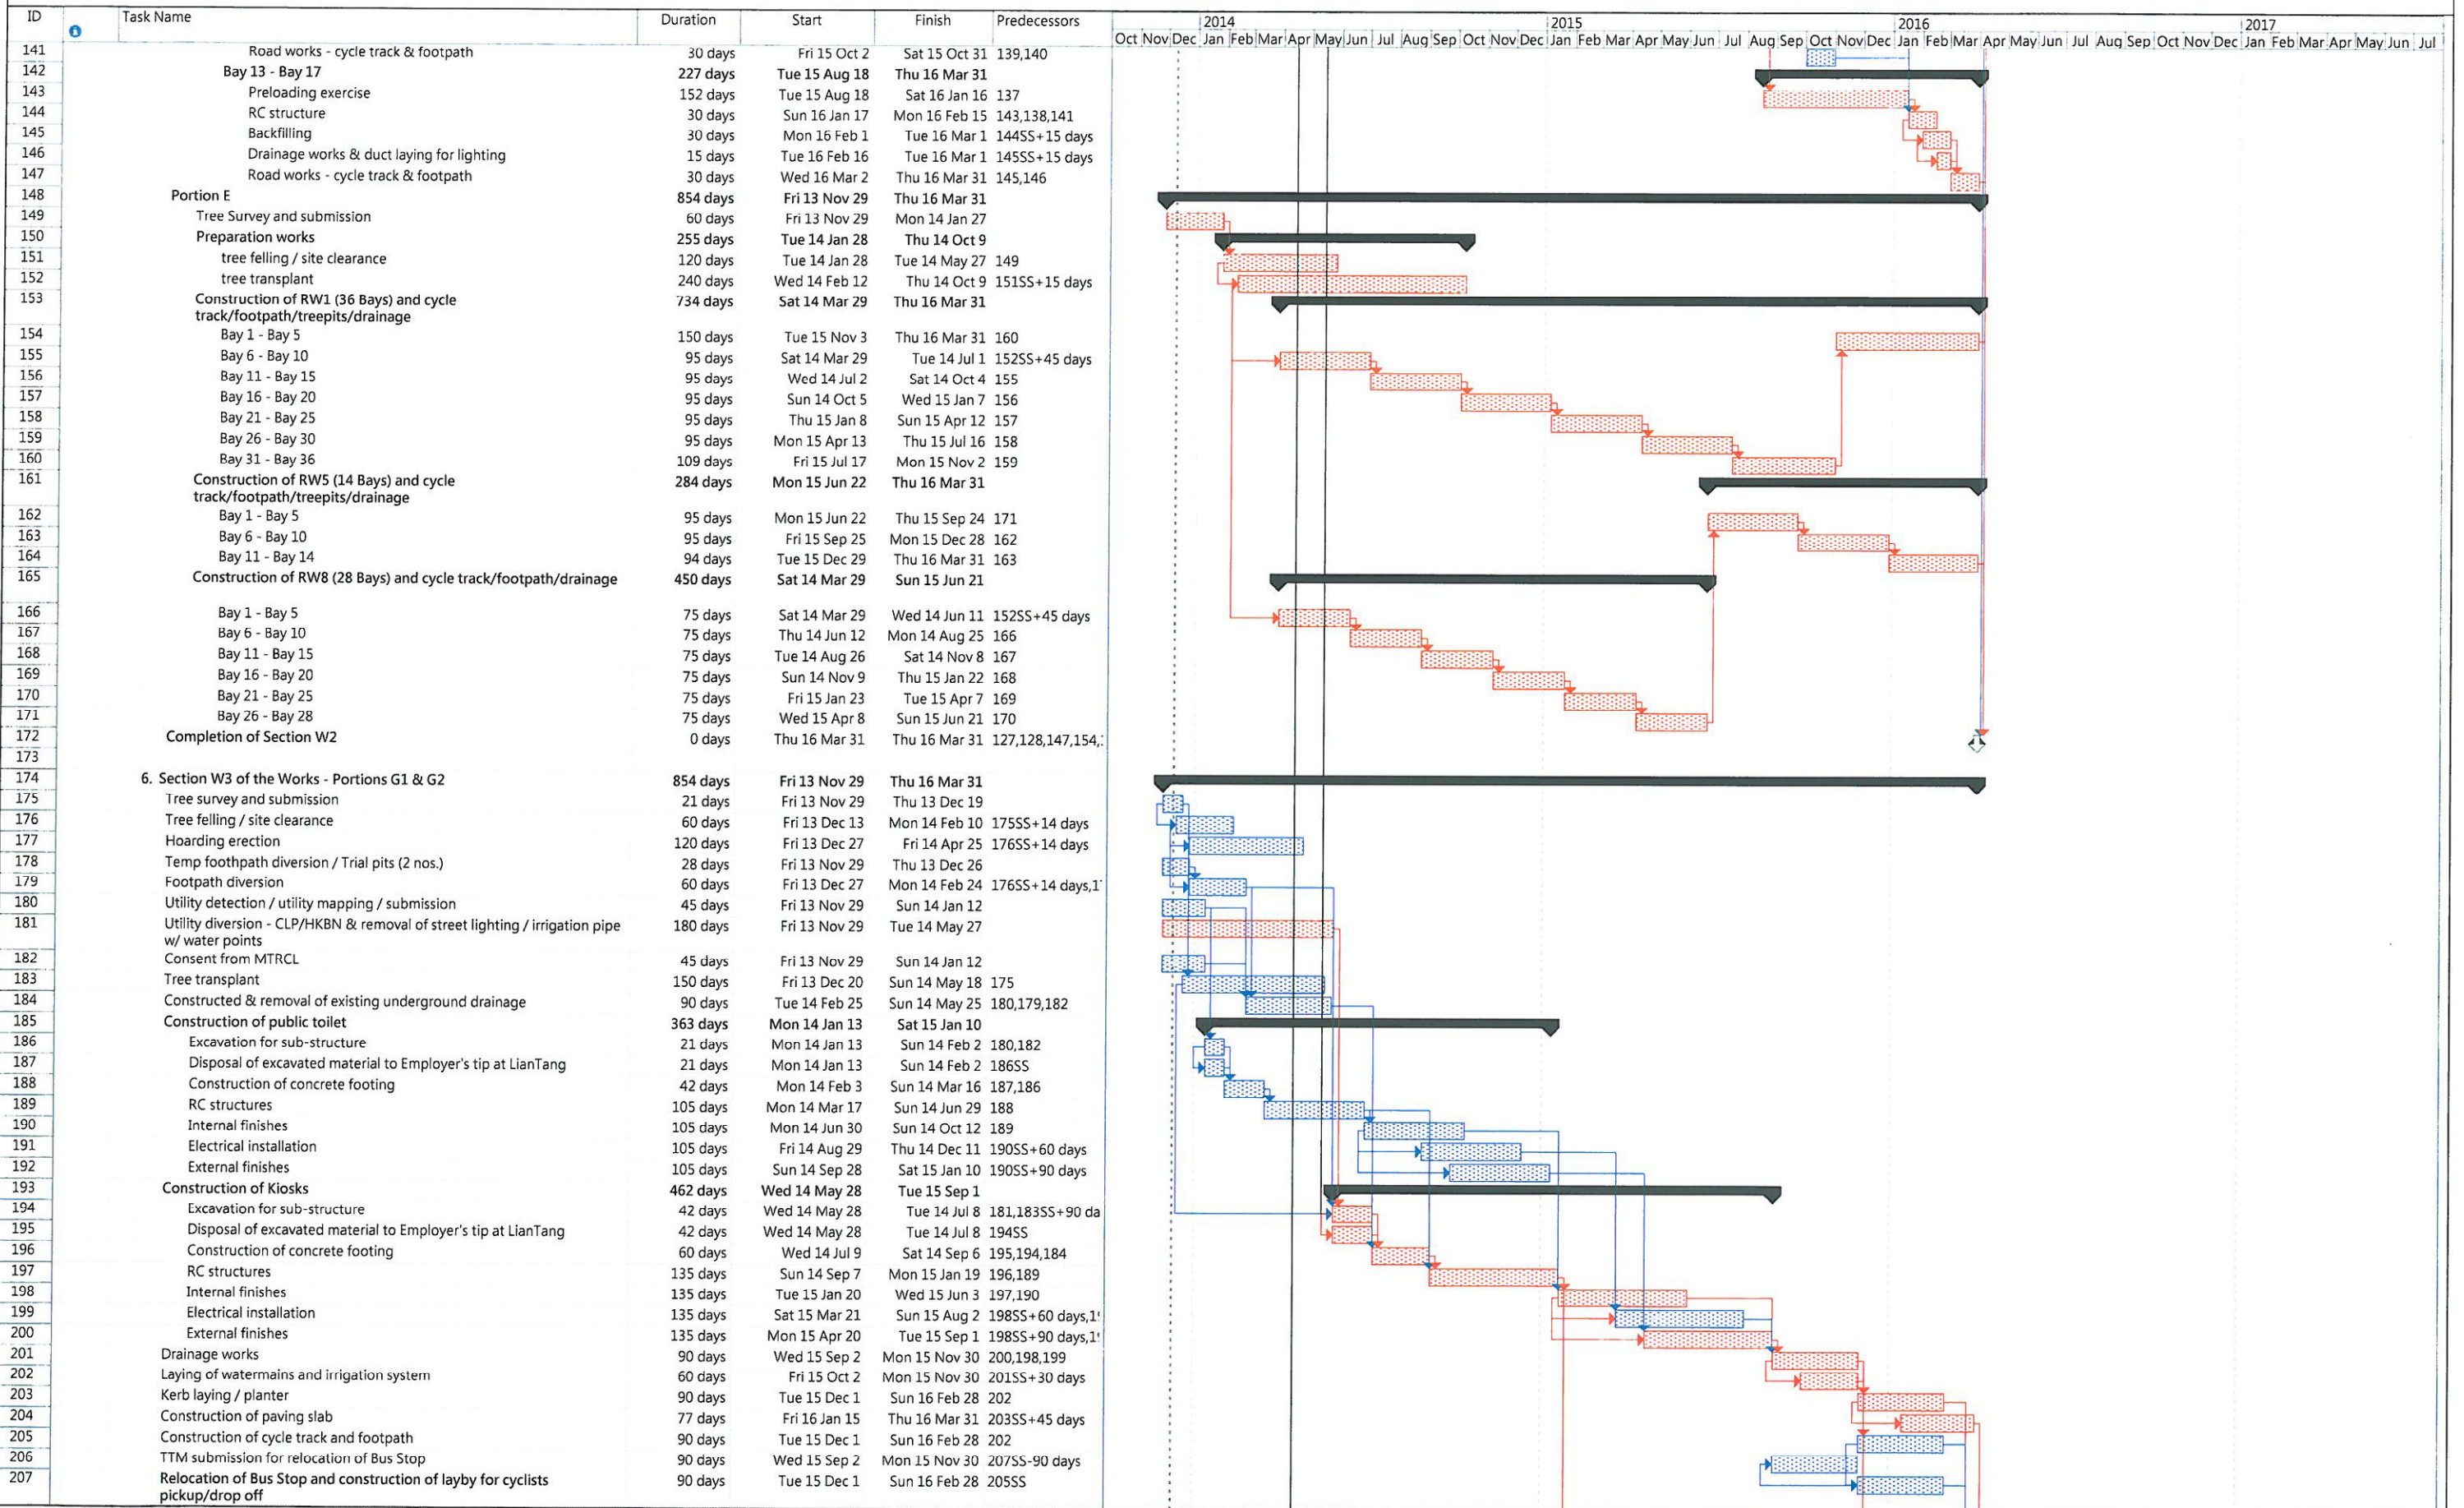 ID Task Name Duration Start Finish Predecessors 2014 2015 2016 2017
Oct Nov Dec Jan Feb Mar Apr May Jun Jul Aug Sep Oct Nov Dec Jan Feb Mar Apr May Jun Jul Aug Sep Oct Nov Dec Jan Feb Mar Apr May Jun Jul Aug Sep Oct Nov Dec Jan Feb Mar Apr May Jun Jul
141 Road works - cycle track & footpath 30 days Fri 15 Oct 2 Sat 15 Oct 31 139,140
142 Bay 13 - Bay 17 227 days Tue 15 Aug 18 Thu 16 Mar 31
143 Preloading exercise 152 days Tue 15 Aug 18 Sat 16 Jan 16 137
144 RC structure 30 days Sun 16 Jan 17 Mon 16 Feb 15 143,138,141
145 Backfilling 30 days Mon 16 Feb 1 Tue 16 Mar 1 144SS+15 days
146 Drainage works & duct laying for lighting 15 days Tue 16 Feb 16 Tue 16 Mar 1 145SS+15 days
147 Road works - cycle track & footpath 30 days Wed 16 Mar 2 Thu 16 Mar 31 145,146
148 Portion E 854 days Fri 13 Nov 29 Thu 16 Mar 31
149 Tree Survey and submission 60 days Fri 13 Nov 29 Mon 14 Jan 27
150 Preparation works 255 days Tue 14 Jan 28 Thu 14 Oct 9
151 tree felling / site clearance 120 days Tue 14 Jan 28 Tue 14 May 27 149
152 tree transplant 240 days Wed 14 Feb 12 Thu 14 Oct 9 151SS+15 days
153 Construction of RW1 (36 Bays) and cycle 734 days Sat 14 Mar 29 Thu 16 Mar 31
track/footpath/treepits/drainage
154 Bay 1 - Bay 5 150 days Tue 15 Nov 3 Thu 16 Mar 31 160
155 Bay 6 - Bay 10 95 days Sat 14 Mar 29 Tue 14 Jul 1 152SS+45 days
156 Bay 11 - Bay 15 95 days Wed 14 Jul 2 Sat 14 Oct 4 155
157 Bay 16 - Bay 20 95 days Sun 14 Oct 5 Wed 15 Jan 7 156
158 Bay 21 - Bay 25 95 days Thu 15 Jan 8 Sun 15 Apr 12 157
159 Bay 26 - Bay 30 95 days Mon 15 Apr 13 Thu 15 Jul 16 158
160 Bay 31 - Bay 36 109 days Fri 15 Jul 17 Mon 15 Nov 2 159
161 Construction of RW5 (14 Bays) and cycle 284 days Mon 15 Jun 22 Thu 16 Mar 31
track/footpath/treepits/drainage
162 Bay 1 - Bay 5 95 days Mon 15 Jun 22 Thu 15 Sep 24 171
163 Bay 6 - Bay 10 95 days Fri 15 Sep 25 Mon 15 Dec 28 162
164 Bay 11 - Bay 14 94 days Tue 15 Dec 29 Thu 16 Mar 31 163
165 Construction of RW8 (28 Bays) and cycle track/footpath/drainage 450 days Sat 14 Mar 29 Sun 15 Jun 21
166 Bay 1 - Bay 5 75 days Sat 14 Mar 29 Wed 14 Jun 11 152SS+45 days
167 Bay 6 - Bay 10 75 days Thu 14 Jun 12 Mon 14 Aug 25 166
168 Bay 11 - Bay 15 75 days Tue 14 Aug 26 Sat 14 Nov 8 167
169 Bay 16 - Bay 20 75 days Sun 14 Nov 9 Thu 15 Jan 22 168
170 Bay 21 - Bay 25 75 days Fri 15 Jan 23 Tue 15 Apr 7 169
171 Bay 26 - Bay 28 75 days Wed 15 Apr 8 Sun 15 Jun 21 170
172 Completion of Section W2 0 days Thu 16 Mar 31 Thu 16 Mar 31 127,128,147,154,
173
174 6. Section W3 of the Works - Portions G1 & G2 854 days Fri 13 Nov 29 Thu 16 Mar 31
175 Tree survey and submission 21 days Fri 13 Nov 29 Thu 13 Dec 19
176 Tree felling / site clearance 60 days Fri 13 Dec 13 Mon 14 Feb 10 175SS+14 days
177 Hoarding erection 120 days Fri 13 Dec 27 Fri 14 Apr 25 176SS+14 days
178 Temp foothpath diversion / Trial pits (2 nos.) 28 days Fri 13 Nov 29 Thu 13 Dec 26
179 Footpath diversion 60 days Fri 13 Dec 27 Mon 14 Feb 24 176SS+14 days,1
180 Utility detection / utility mapping / submission 45 days Fri 13 Nov 29 Sun 14 Jan 12
181 Utility diversion - CLP/HKBN & removal of street lighting / irrigation pipe 180 days Fri 13 Nov 29 Tue 14 May 27
w/ water points
182 Consent from MTRCL 45 days Fri 13 Nov 29 Sun 14 Jan 12
183 Tree transplant 150 days Fri 13 Dec 20 Sun 14 May 18 175
184 Constructed & removal of existing underground drainage 90 days Tue 14 Feb 25 Sun 14 May 25 180,179,182
185 Construction of public toilet 363 days Mon 14 Jan 13 Sat 15 Jan 10
186 Excavation for sub-structure 21 days Mon 14 Jan 13 Sun 14 Feb 2 180,182
187 Disposal of excavated material to Employer's tip at LianTang 21 days Mon 14 Jan 13 Sun 14 Feb 2 186SS
188 Construction of concrete footing 42 days Mon 14 Feb 3 Sun 14 Mar 16 187,186
189 RC structures 105 days Mon 14 Mar 17 Sun 14 Jun 29 188
190 Internal finishes 105 days Mon 14 Jun 30 Sun 14 Oct 12 189
191 Electrical installation 105 days Fri 14 Aug 29 Thu 14 Dec 11 190SS+60 days
192 External finishes 105 days Sun 14 Sep 28 Sat 15 Jan 10 190SS+90 days
193 Construction of Kiosks 462 days Wed 14 May 28 Tue 15 Sep 1
194 Excavation for sub-structure 42 days Wed 14 May 28 Tue 14 Jul 8 181,183SS+90 da
195 Disposal of excavated material to Employer's tip at LianTang 42 days Wed 14 May 28 Tue 14 Jul 8 194SS
196 Construction of concrete footing 60 days Wed 14 Jul 9 Sat 14 Sep 6 195,194,184
197 RC structures 135 days Sun 14 Sep 7 Mon 15 Jan 19 196,189
198 Internal finishes 135 days Tue 15 Jan 20 Wed 15 Jun 3 197,190
199 Electrical installation 135 days Sat 15 Mar 21 Sun 15 Aug 2 198SS+60 days,1
200 External finishes 135 days Mon 15 Apr 20 Tue 15 Sep 1 198SS+90 days,1
201 Drainage works 90 days Wed 15 Sep 2 Mon 15 Nov 30 200,198,199
202 Laying of watermains and irrigation system 60 days Fri 15 Oct 2 Mon 15 Nov 30 201SS+30 days
203 Kerb laying / planter 90 days Tue 15 Dec 1 Sun 16 Feb 28 202
204 Construction of paving slab 77 days Fri 16 Jan 15 Thu 16 Mar 31 203SS+45 days
205 Construction of cycle track and footpath 90 days Tue 15 Dec 1 Sun 16 Feb 28 202
206 TTM submission for relocation of Bus Stop 90 days Wed 15 Sep 2 Mon 15 Nov 30 207SS-90 days
207 Relocation of Bus Stop and construction of layby for cyclists 90 days Tue 15 Dec 1 Sun 16 Feb 28 205SS
pickup/drop off